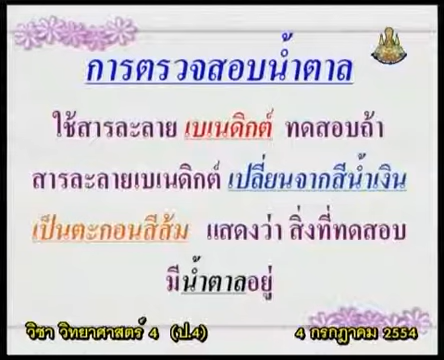 การตรวจสอบน้ำตาล
ใช้สารละลาย เบเนดิกต์ ทดสอบถ้า
สารละลายเบเนดิกต์ เปลี่ยนจากสีน้ำเงิน
เป็นตะกอนสีส้ม แสดงว่า สิ่งที่ทดสอบ
มีน้ำตาลอยู่
วิชา วิทยาศาสตร์ 4 (ป.4) 4 กรกฎาคม 2554